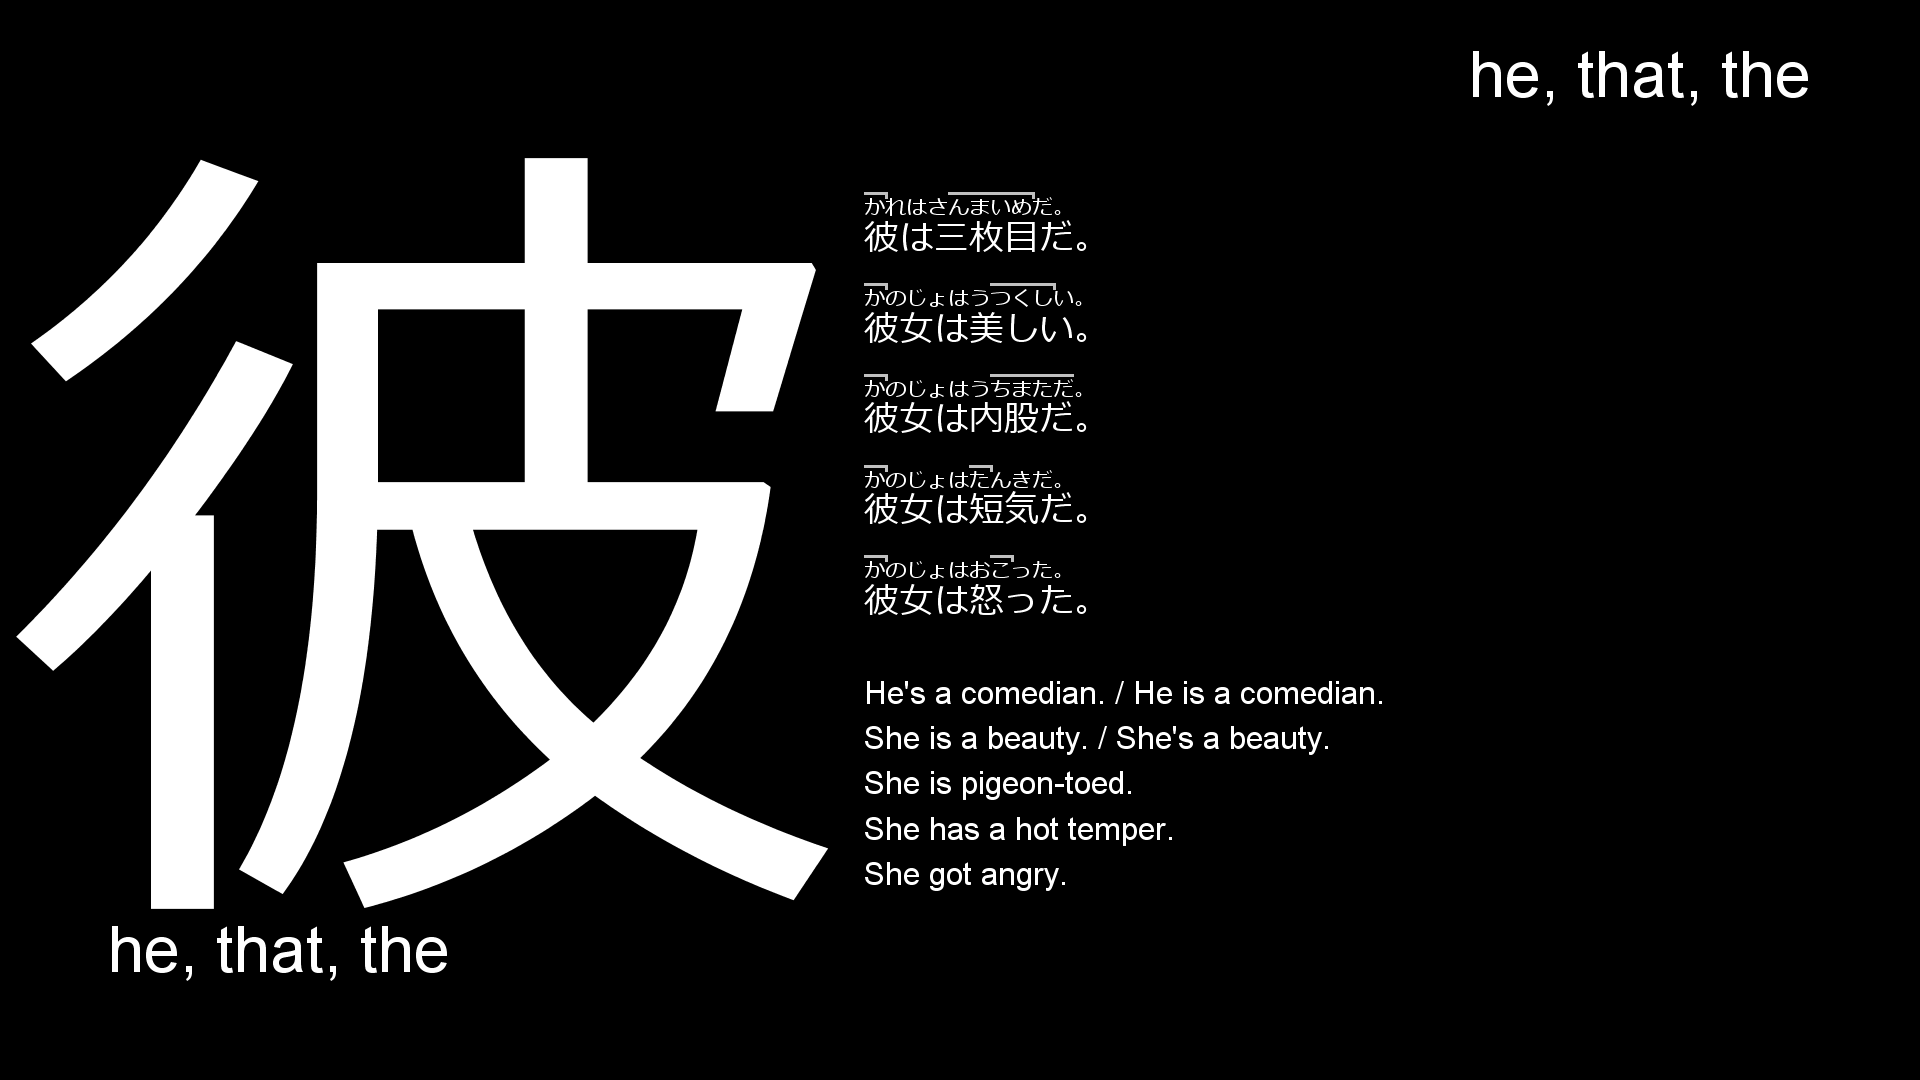 he, that, the
彼
かれはさんまいめだ。
彼は三枚目だ。
かのじょはうつくしい。
彼女は美しい。
かのじょはうちまただ。
彼女は内股だ。
かのじょはたんきだ。
彼女は短気だ。
かのじょはおこった。
彼女は怒った。
He's a comedian. / He is a comedian.
She is a beauty. / She's a beauty.
She is pigeon-toed.
She has a hot temper.
She got angry.
he, that, the